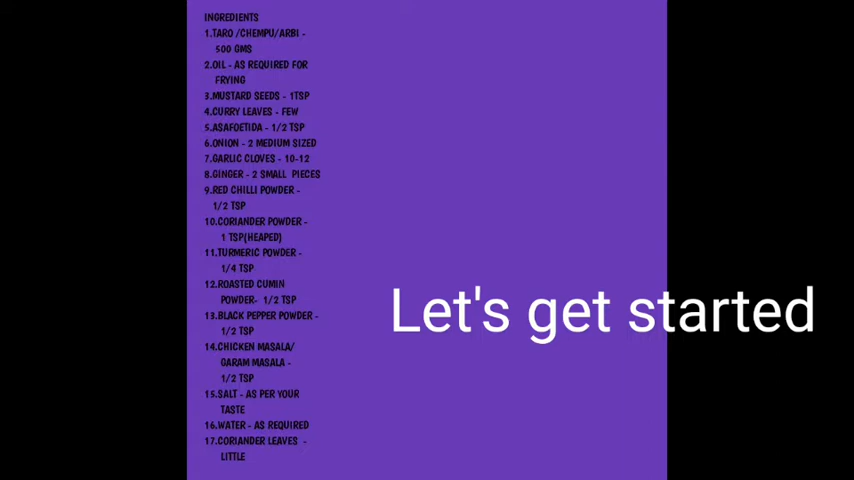 INGREDIENTS
1.TARO /CHEMPU/ARBI -
500 GMS
2.OIL - AS REQUIRED FOR
FRYING
3.MUSTARD SEEDS - 1TSP
4.CURRY LEAVES - FEW
5.ASAFOETIDA - 1/2 TSP
6.ONION - 2 MEDIUM SIZED
7.GARLIC CLOVES - 10-12
8.GINGER - 2 SMALL PIECES
9.RED CHILLI POWDER -
1/2 TSP
10.CORIANDER POWDER -
1 TSP(HEAPED)
11.TURMERIC POWDER -
1/4 TSP
12.ROASTED CUMIN
POWDER- 1/2 TSP
13.BLACK PEPPER POWDER -
1/2 TSP
14.CHICKEN MASALA/
GARAM MASALA -
1/2 TSP
15.SALT - AS PER YOUR
TASTE
16.WATER - AS REQUIRED
17.CORIANDER LEAVES -
LITTLE
Let's get started